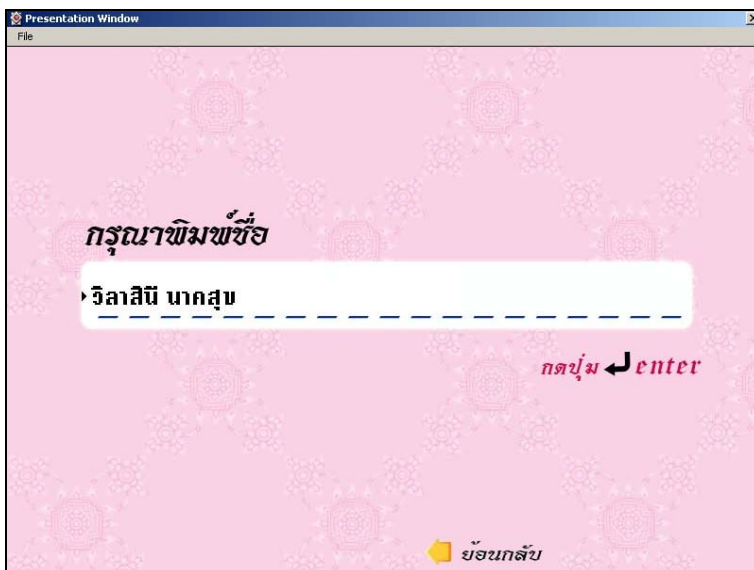 Presentation Window
File
กรุณาพิมพ์ชื่อ
วิลาสินี นาคสุข
กดปุ่ม enter
ย้อนกลับ